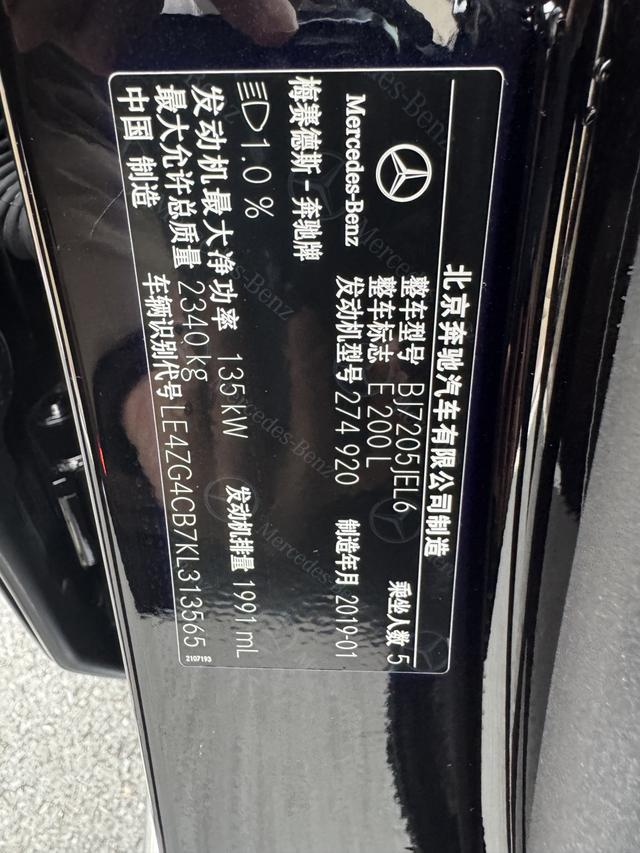 北京奔驰汽车有限公司制造
Mercedes-Benz
梅赛德斯-奔驰牌
整车型号 BJ7205JEL6
整车标志 E 200 L 乘坐人数 5
发动机型号 274 920 制造年月 2019-01
1.0 %
发动机最大净功率 135 kW 发动机排量 1991 mL
最大允许总质量 2340 kg
中国 制造 车辆识别代号 LE4ZG4CB7KL313565
2107193